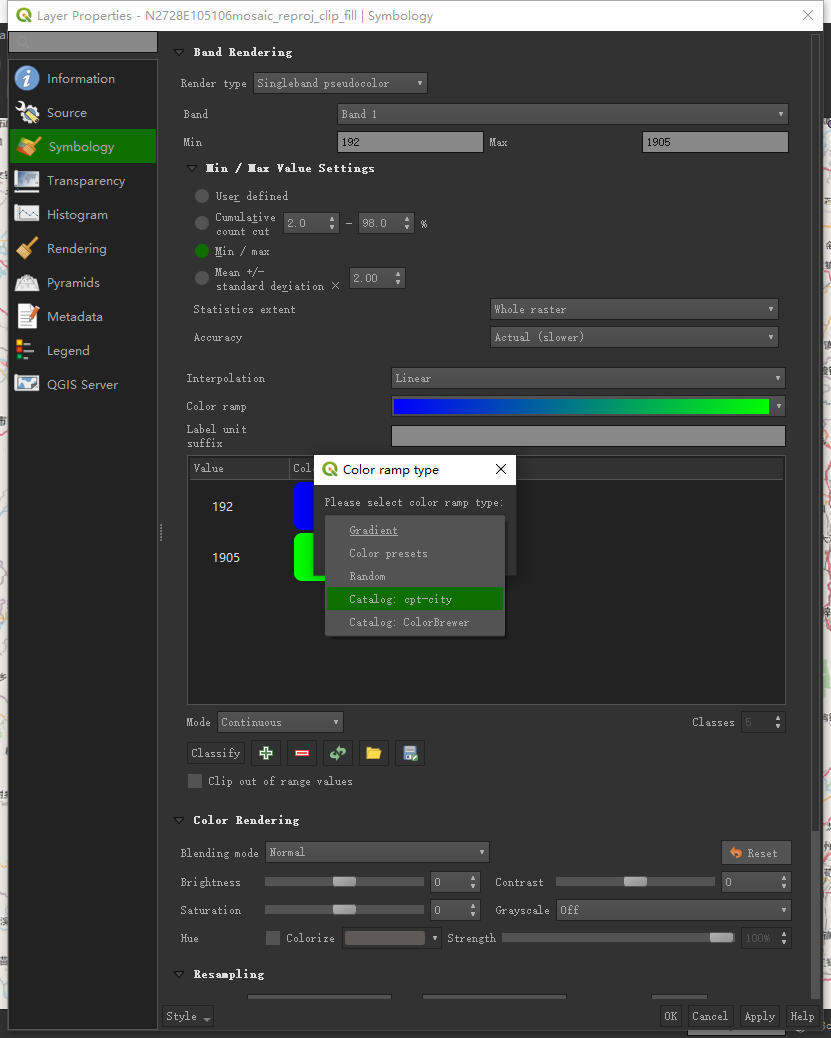 Layer Properties - N2728E105106mosaic_reproj_clip_fill | Symbology
Information
Source
Symbology
Transparency
Histogram
Rendering
Pyramids
Metadata
Legend
QGIS Server
Band Rendering
Render type Singleband pseudocolor
Band Band 1
Min 192 Max 1905
Min / Max Value Settings
User defined
Cumulative
count cut 2.0 - 98.0 %
Min / max
Mean +/-
standard deviation × 2.00
Statistics extent Whole raster
Accuracy Actual (slower)
Interpolation Linear
Color ramp
Label unit
suffix
Value Col
192
1905
Color ramp type
Please select color ramp type:
Gradient
Color presets
Random
Catalog: cpt-city
Catalog: ColorBrewer
Mode Continuous Classes 5
Classify
Clip out of range values
Color Rendering
Blending mode Normal Reset
Brightness 0 Contrast 0
Saturation 0 Grayscale Off
Hue Colorize Strength 100%
Resampling
Style OK Cancel Apply Help